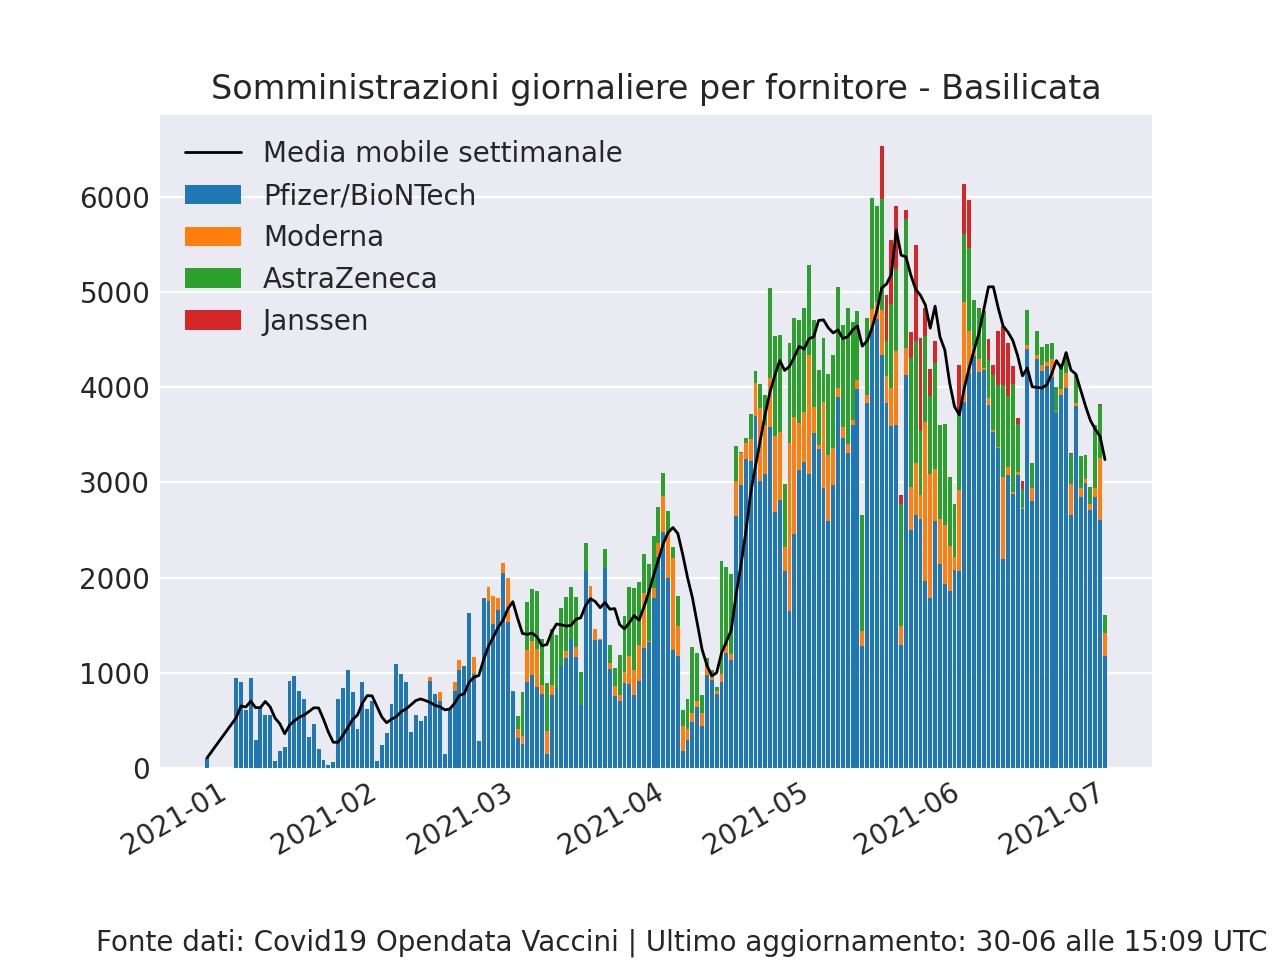 Somministrazioni giornaliere per fornitore - Basilicata
Media mobile settimanale
Pfizer/BioNTech
Moderna
AstraZeneca
Janssen
6000
5000
4000
3000
2000
1000
0
2021-01
2021-02
2021-03
2021-04
2021-05
2021-06
2021-07
Fonte dati: Covid19 Opendata Vaccini | Ultimo aggiornamento: 30-06 alle 15:09 UTC